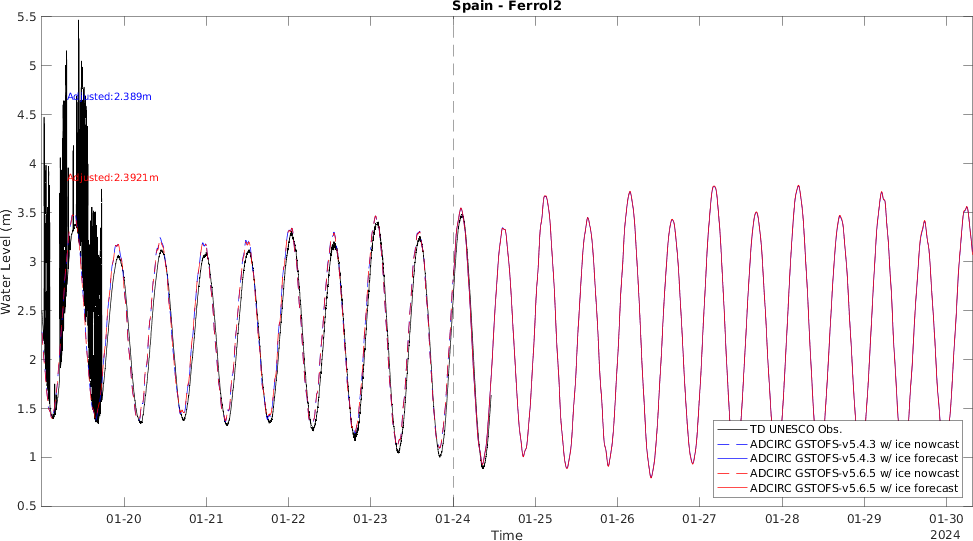 Spain - Ferrol2
5.5
5
4.5
4
3.5
3
2.5
2
1.5
1
0.5
Water Level (m)
Adjusted:2.389m
Adjusted:2.3921m
TD UNESCO Obs.
ADCIRC GSTOFS-v5.4.3 w/ ice nowcast
ADCIRC GSTOFS-v5.4.3 w/ ice forecast
ADCIRC GSTOFS-v5.6.5 w/ ice nowcast
ADCIRC GSTOFS-v5.6.5 w/ ice forecast
01-20 01-21 01-22 01-23 01-24 01-25 01-26 01-27 01-28 01-29 01-30
Time
2024